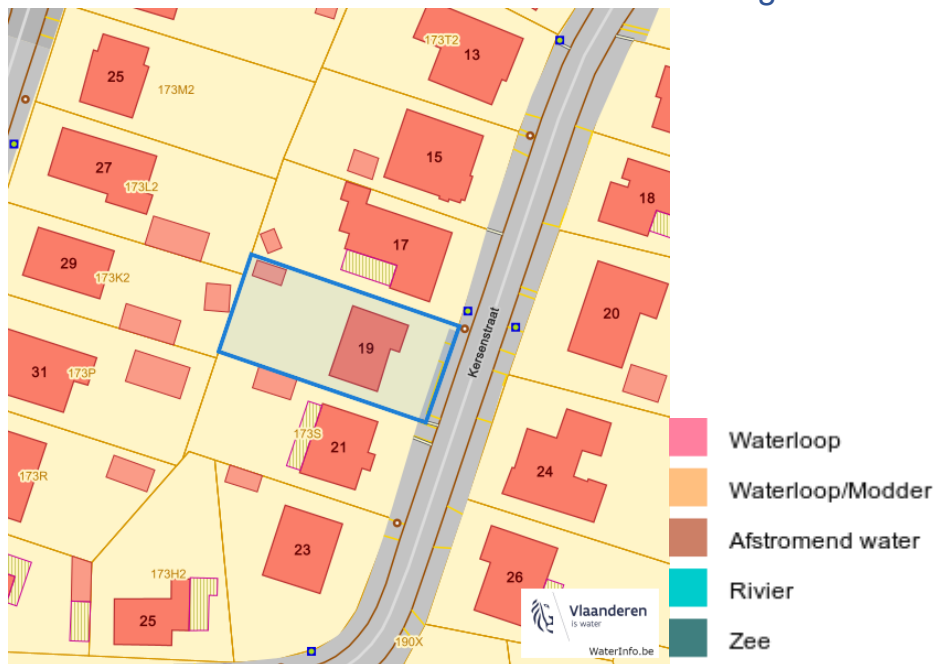 g
173T2
13
25
173M2
15
27
173L2
18
17
29
173K2
20
19
Kersenstraat
31
173P
173S
21
24
173R
23
26
173H2
25
190X
Vlaanderen
is water
WaterInfo.be
Waterloop
Waterloop/Modder
Afstromend water
Rivier
Zee